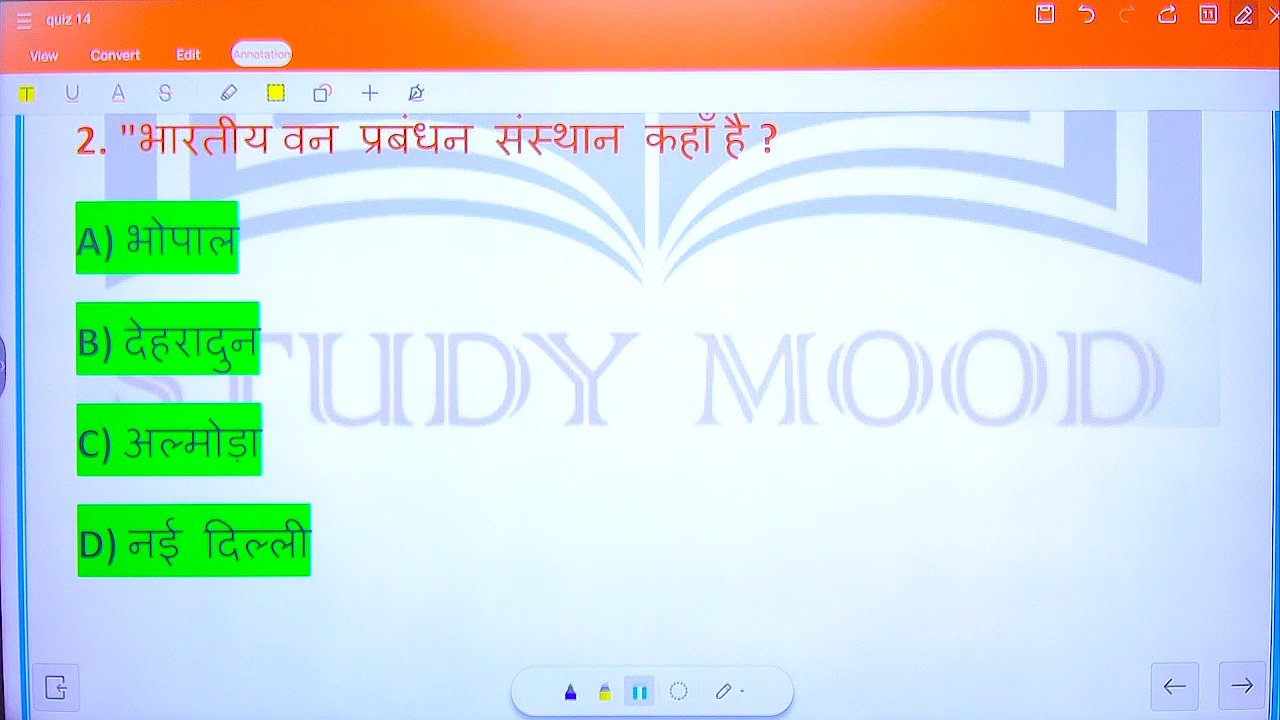 quiz 14
View Convert Edit Annotation
T U A S
2. "भारतीय वन प्रबंधन संस्थान कहाँ है ?
A) भोपाल
B) देहरादुन
C) अल्मोड़ा
D) नई दिल्ली
STUDY MOOD